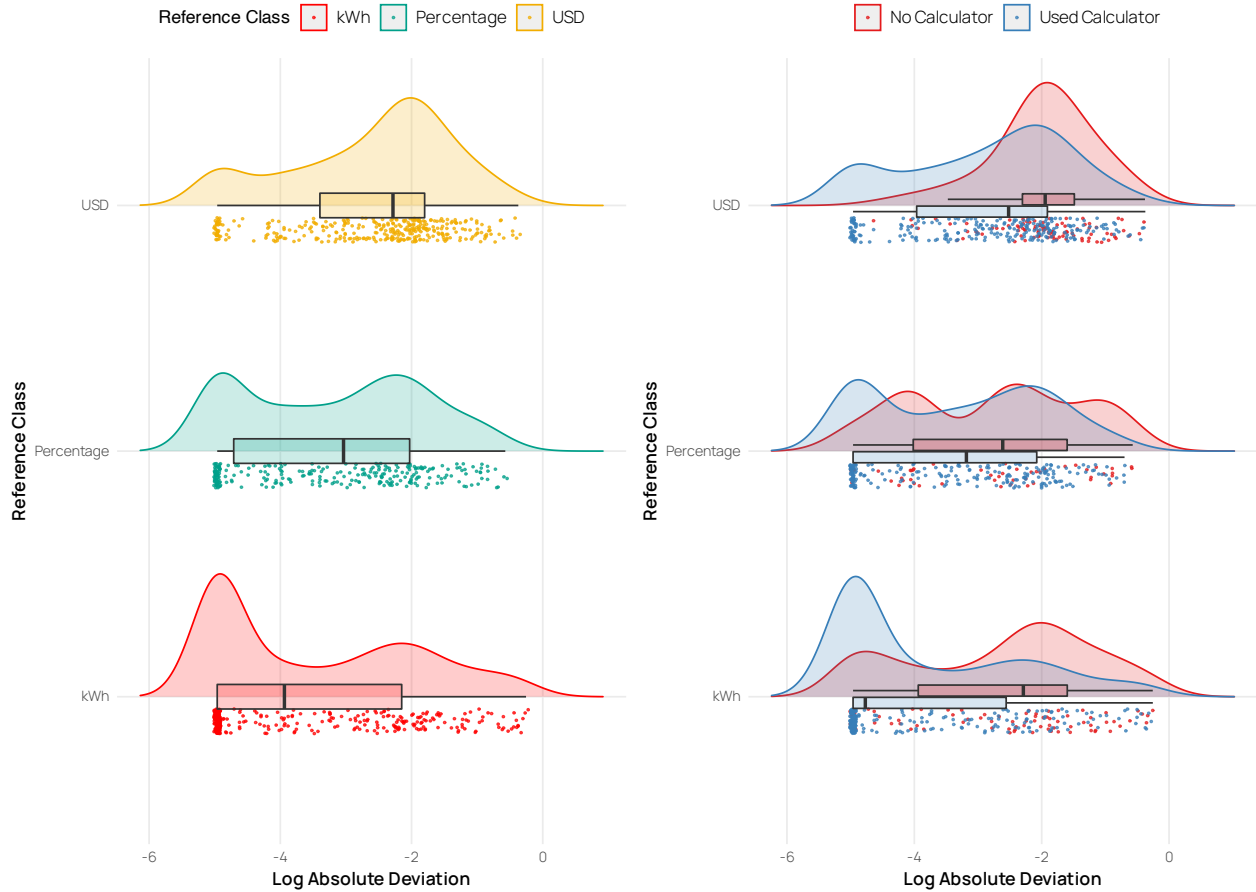 Reference Class kWh Percentage USD
No Calculator Used Calculator
USD
Percentage
kWh
Reference Class
-6 -4 -2 0
Log Absolute Deviation
USD
Percentage
kWh
Reference Class
-6 -4 -2 0
Log Absolute Deviation